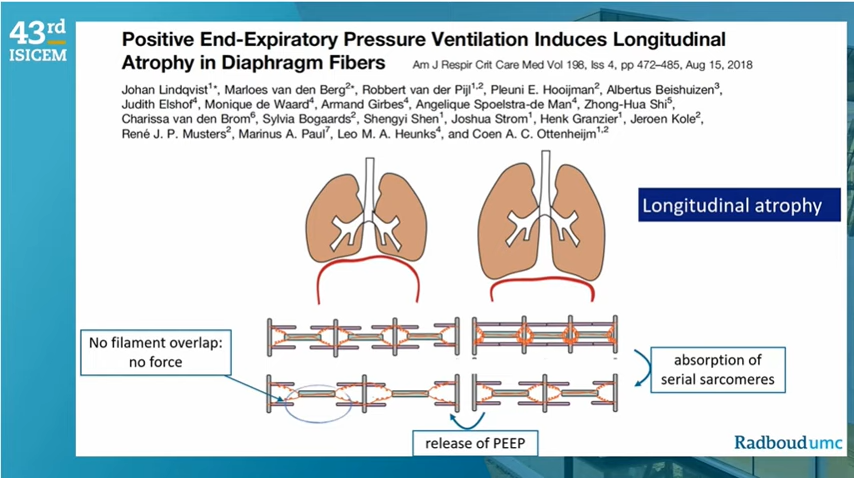 43rd
ISICEM
Positive End-Expiratory Pressure Ventilation Induces Longitudinal
Atrophy in Diaphragm Fibers Am J Respir Crit Care Med Vol 198, Iss 4, pp 472–485, Aug 15, 2018
Johan Lindqvist1*, Marloes van den Berg2*, Robbert van der Pijl1,2, Pleuni E. Hooijman2, Albertus Beishuizen3,
Judith Elshof4, Monique de Waard4, Armand Girbes4, Angelique Spoelstra-de Man4, Zhong-Hua Shi5,
Charissa van den Brom6, Sylvia Bogaards2, Shengyi Shen1, Joshua Strom1, Henk Granzier1, Jeroen Kole2,
René J. P. Musters2, Marinus A. Paul7, Leo M. A. Heunks4, and Coen A. C. Ottenheijm1,2
Longitudinal atrophy
No filament overlap:
no force
absorption of
serial sarcomeres
release of PEEP
Radboudumc